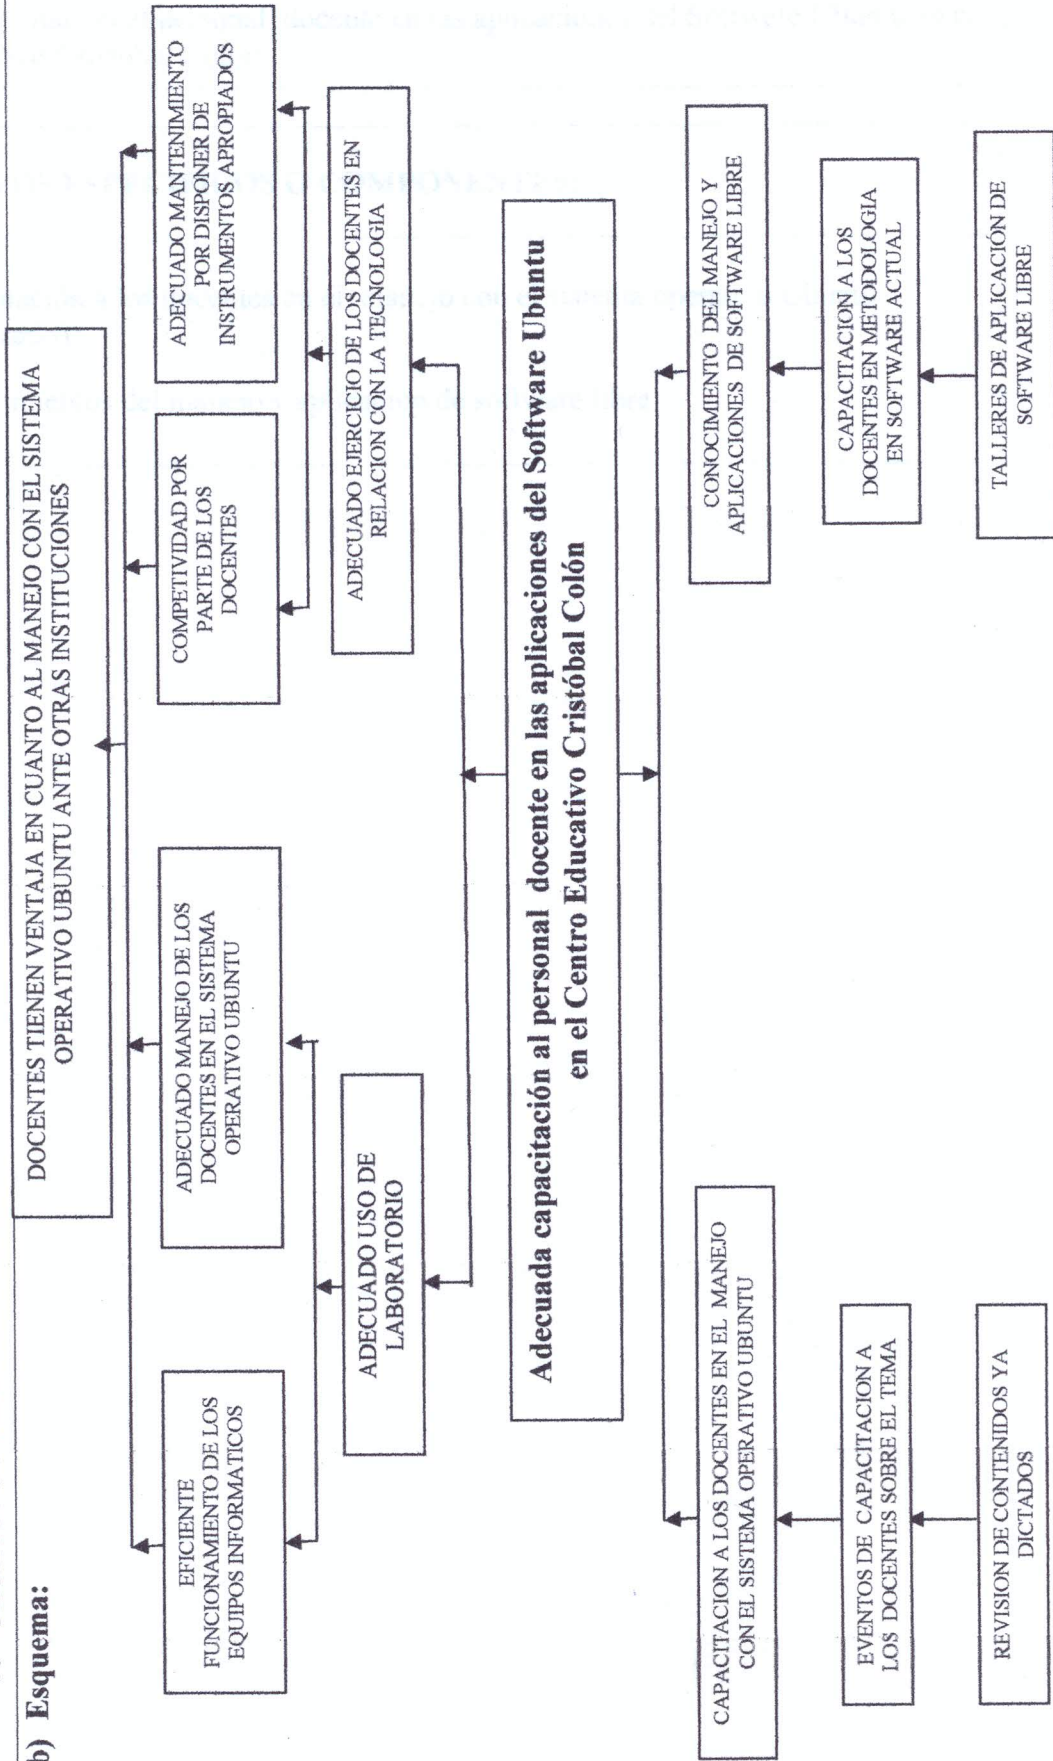 b) Esquema:
DOCENTES TIENEN VENTAJA EN CUANTO AL MANEJO CON EL SISTEMA
OPERATIVO UBUNTU ANTE OTRAS INSTITUCIONES
EFICIENTE
FUNCIONAMIENTO DE LOS
EQUIPOS INFORMATICOS
ADECUADO MANEJO DE LOS
DOCENTES EN EL SISTEMA
OPERATIVO UBUNTU
COMPETIVIDAD POR
PARTE DE LOS
DOCENTES
ADECUADO MANTENIMIENTO
POR DISPONER DE
INSTRUMENTOS APROPIADOS
ADECUADO USO DE
LABORATORIO
ADECUADO EJERCICIO DE LOS DOCENTES EN
RELACION CON LA TECNOLOGIA
Adecuada capacitación al personal docente en las aplicaciones del Software Ubuntu
en el Centro Educativo Cristóbal Colón
CAPACITACION A LOS DOCENTES EN EL MANEJO
CON EL SISTEMA OPERATIVO UBUNTU
CONOCIMIENTO DEL MANEJO Y
APLICACIONES DE SOFTWARE LIBRE
EVENTOS DE CAPACITACION A
LOS DOCENTES SOBRE EL TEMA
CAPACITACION A LOS
DOCENTES EN METODOLOGIA
EN SOFTWARE ACTUAL
REVISION DE CONTENIDOS YA
DICTADOS
TALLERES DE APLICACIÓN DE
SOFTWARE LIBRE